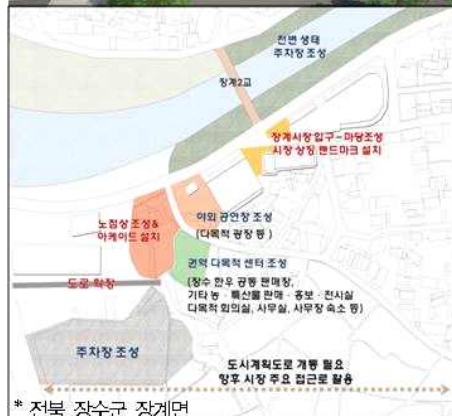 천변 생태
주차장 조성
장계2교
장계시장 입구-마당조성
시장 상징 랜드마크 설치
노점상 조성&
아케이드 설치
야외 공연장 조성
(다목적 광장 등)
권역 다목적 센터 조성
(장수 한우 공동 판매장,
기타 농·특산물 판매·홍보·전시실
다목적 회의실, 사무실, 사무장 숙소 등)
도로 확장
주차장 조성
도시계획도로 개통 필요
향후 시장 주요 접근로 활용
* 전북 장수군 장계면